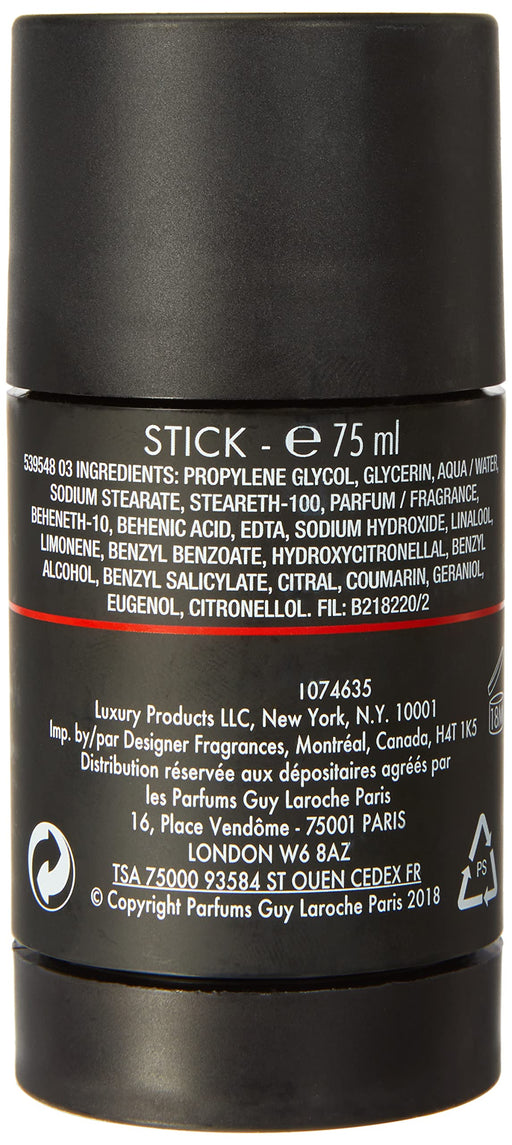 STICK - ℮ 75 ml
539548 03 INGREDIENTS: PROPYLENE GLYCOL, GLYCERIN, AQUA / WATER,
SODIUM STEARATE, STEARETH-100, PARFUM / FRAGRANCE,
BEHENETH-10, BEHENIC ACID, EDTA, SODIUM HYDROXIDE, LINALOOL,
LIMONENE, BENZYL BENZOATE, HYDROXYCITRONELLAL, BENZYL
ALCOHOL, BENZYL SALICYLATE, CITRAL, COUMARIN, GERANIOL,
EUGENOL, CITRONELLOL. FIL: B218220/2
1074635
Luxury Products LLC, New York, N.Y. 10001
Imp. by/par Designer Fragrances, Montréal, Canada, H4T 1K5
18M
Distribution réservée aux dépositaires agréés par
les Parfums Guy Laroche Paris
16, Place Vendôme - 75001 PARIS
LONDON W6 8AZ
TSA 75000 93584 ST OUEN CEDEX FR
© Copyright Parfums Guy Laroche Paris 2018
PS